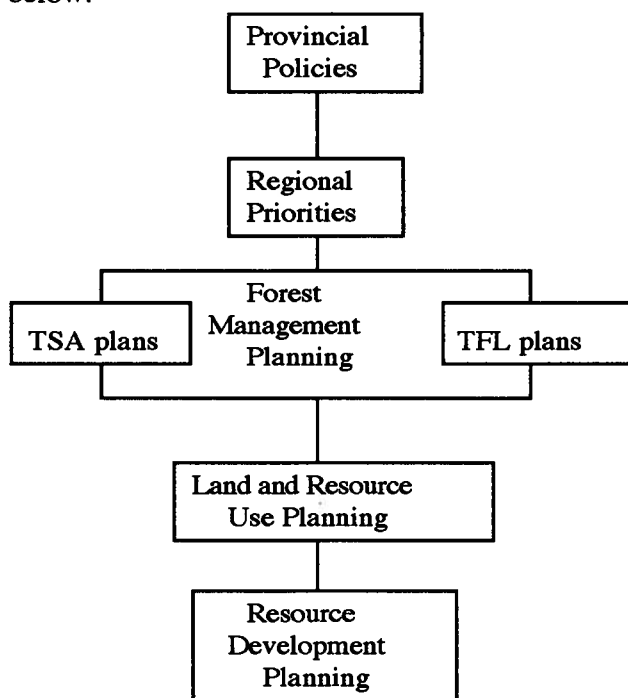 below.
Provincial
Policies
Regional
Priorities
Forest
Management
Planning
TSA plans
TFL plans
Land and Resource
Use Planning
Resource
Development
Planning